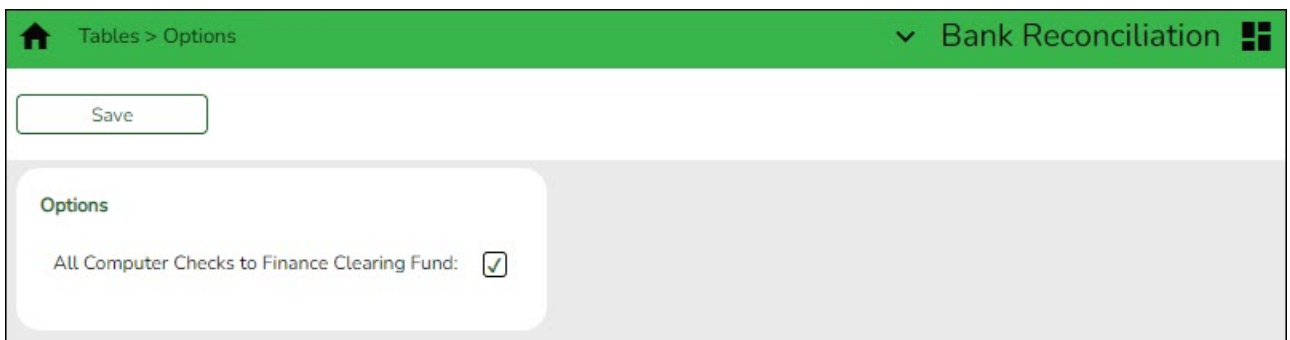 Tables > Options
Bank Reconciliation
Save
Options
All Computer Checks to Finance Clearing Fund: